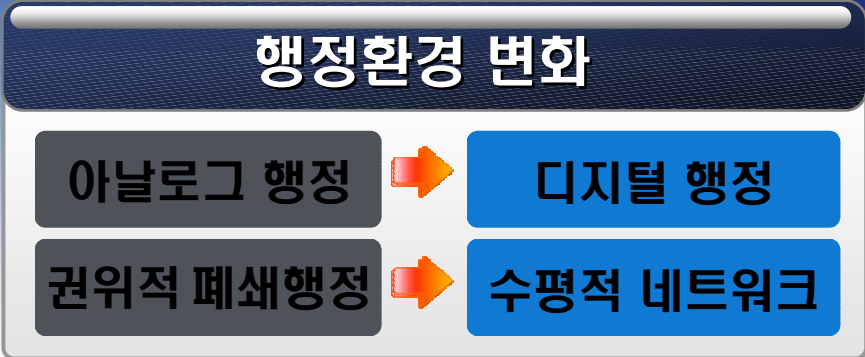 행정환경 변화
아날로그 행정
디지털 행정
권위적 폐쇄행정
수평적 네트워크